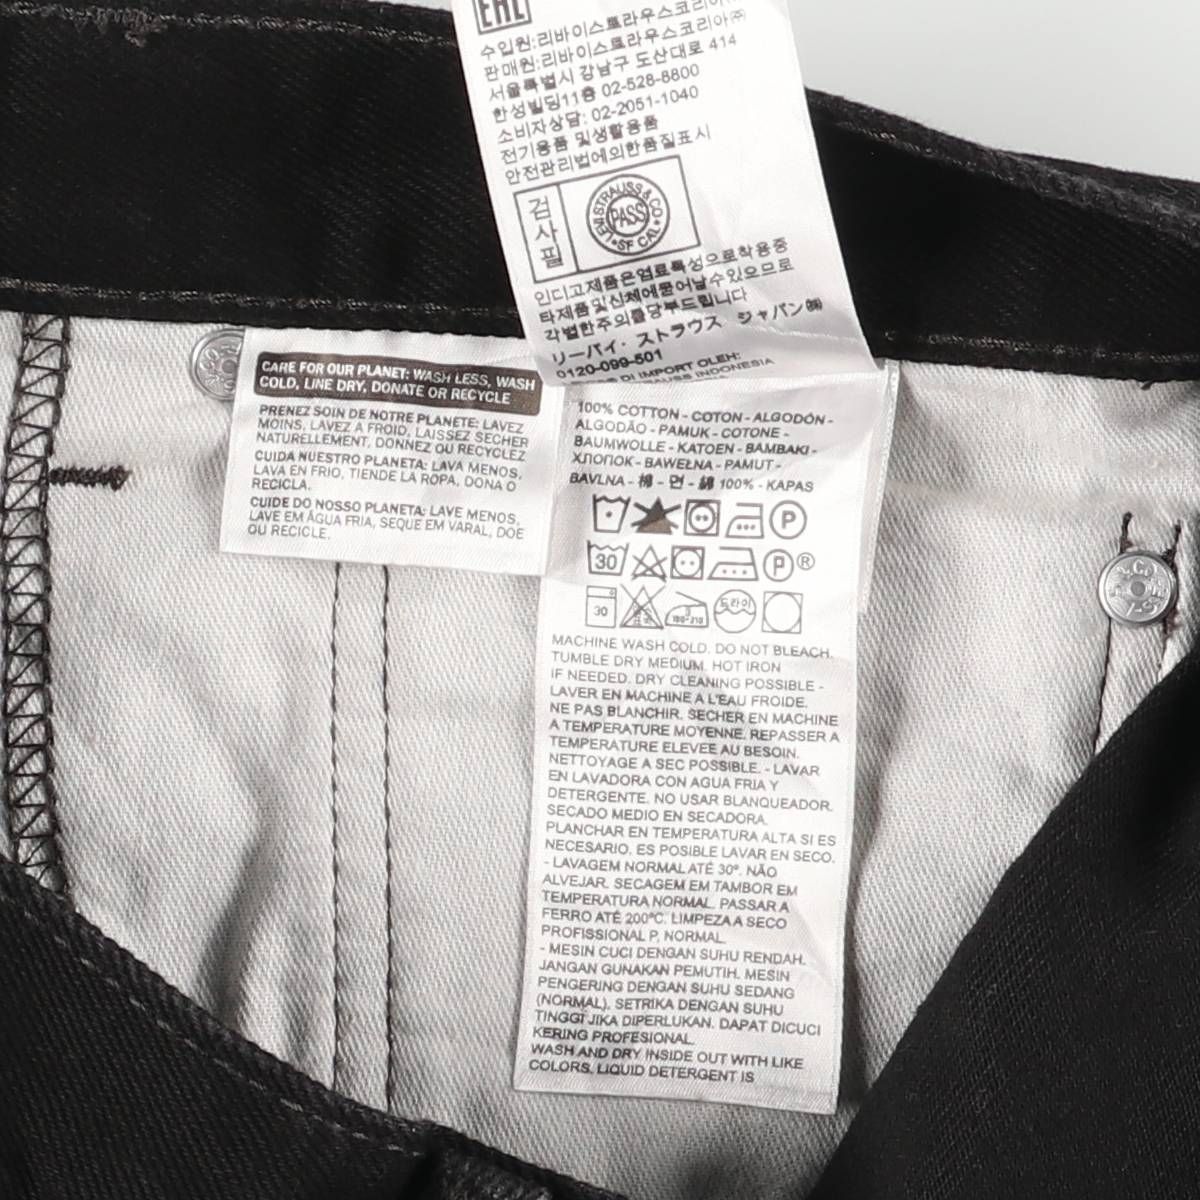 EAC
수입원:리바이스트라우스코리아㈜
판매원:리바이스트라우스코리아㈜
서울특별시 강남구 도산대로 414
한성빌딩11층 02-528-8800
소비자상담: 02-2051-1040
전기용품 및생활용품
안전관리법에의한품질표시
검사필
LEVI STRAUSS & CO
PASS
SF CAL
인디고제품은염료특성으로착용중
타제품및신체에묻어날수있으므로
각별한주의를당부드립니다
リーバイ・ストラウス ジャパン㈱
0120-099-501
DI IMPORT OLEH:
INDONESIA
CARE FOR OUR PLANET: WASH LESS, WASH
COLD, LINE DRY, DONATE OR RECYCLE
PRENEZ SOIN DE NOTRE PLANETE: LAVEZ
MOINS, LAVEZ A FROID, LAISSEZ SECHER
NATURELLEMENT, DONNEZ OU RECYCLEZ
CUIDA NUESTRO PLANETA: LAVA MENOS,
LAVA EN FRIO, TIENDE LA ROPA, DONA O
RECICLA.
CUIDE DO NOSSO PLANETA: LAVE MENOS,
LAVE EM ÁGUA FRIA, SEQUE EM VARAL, DOE
OU RECICLE.
100% COTTON - COTON - ALGODÓN -
ALGODÃO - PAMUK - COTONE -
BAUMWOLLE - KATOEN - BAMBAKI -
ХЛОПОК - BAWEŁNA - PAMUT -
BAVLNA - 棉 - 면 - 綿 100% - KAPAS
P
30 P ®
30 180-210 드라이
MACHINE WASH COLD. DO NOT BLEACH.
TUMBLE DRY MEDIUM. HOT IRON
IF NEEDED. DRY CLEANING POSSIBLE -
LAVER EN MACHINE A L'EAU FROIDE.
NE PAS BLANCHIR. SECHER EN MACHINE
A TEMPERATURE MOYENNE. REPASSER A
TEMPERATURE ELEVEE AU BESOIN.
NETTOYAGE A SEC POSSIBLE. - LAVAR
EN LAVADORA CON AGUA FRIA Y
DETERGENTE. NO USAR BLANQUEADOR.
SECADO MEDIO EN SECADORA.
PLANCHAR EN TEMPERATURA ALTA SI ES
NECESARIO. ES POSIBLE LAVAR EN SECO.
- LAVAGEM NORMAL ATÉ 30°. NÃO
ALVEJAR. SECAGEM EM TAMBOR EM
TEMPERATURA NORMAL. PASSAR A
FERRO ATÉ 200°C. LIMPEZA A SECO
PROFISSIONAL P, NORMAL.
- MESIN CUCI DENGAN SUHU RENDAH.
JANGAN GUNAKAN PEMUTIH. MESIN
PENGERING DENGAN SUHU SEDANG
(NORMAL). SETRIKA DENGAN SUHU
TINGGI JIKA DIPERLUKAN. DAPAT DICUCI
KERING PROFESIONAL.
WASH AND DRY INSIDE OUT WITH LIKE
COLORS. LIQUID DETERGENT IS